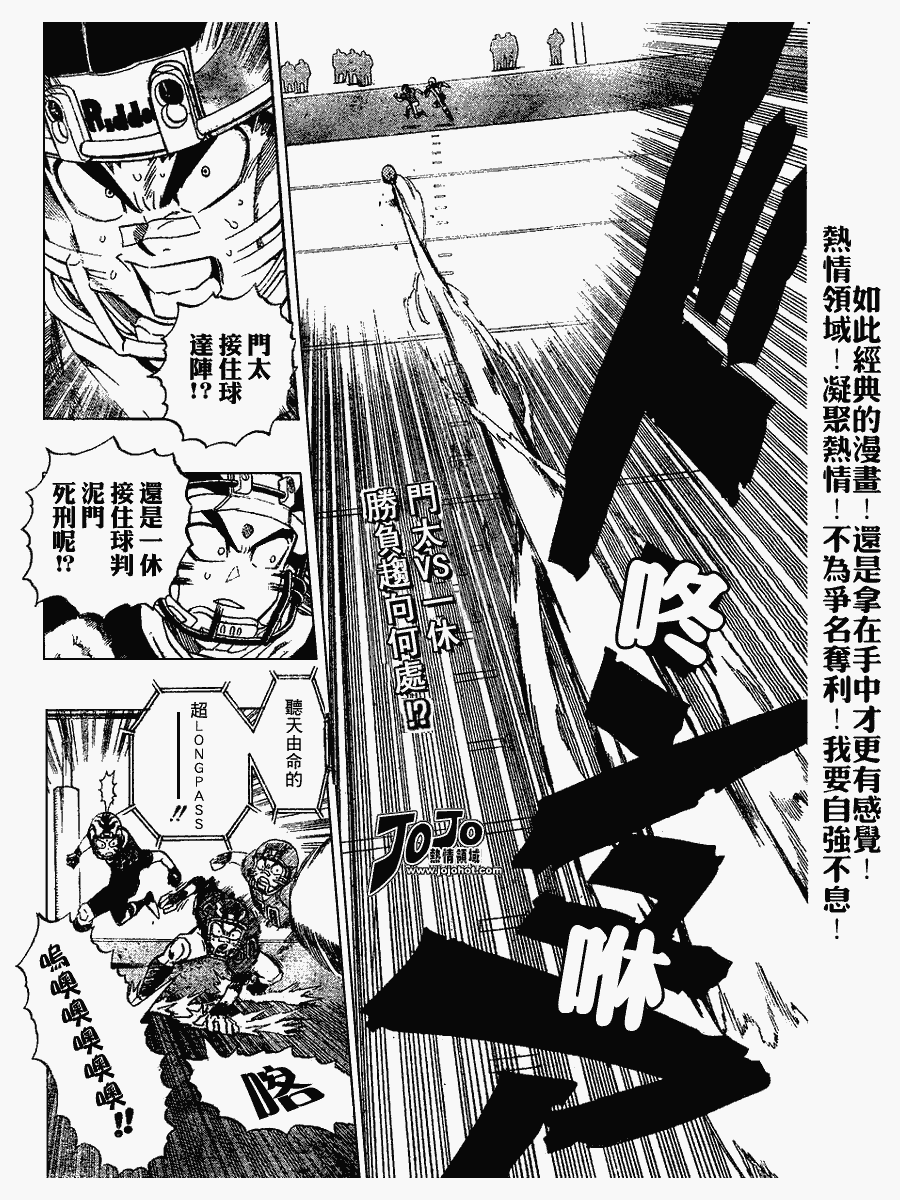 如此經典的漫畫！還是拿在手中才更有感覺！
熱情領域！凝聚熱情！不為爭名奪利！我要自強不息！
門太VS一休
勝負趨向何處!?
咚
咻
JOJO
熱情領域
www.jojohot.com
Riddo
門太
接住球
達陣!?
還是一休
接住球判
泥門
死刑呢!?
聽天由命的
超LONGPASS
——!!
嗚噢噢噢噢噢!!
喀